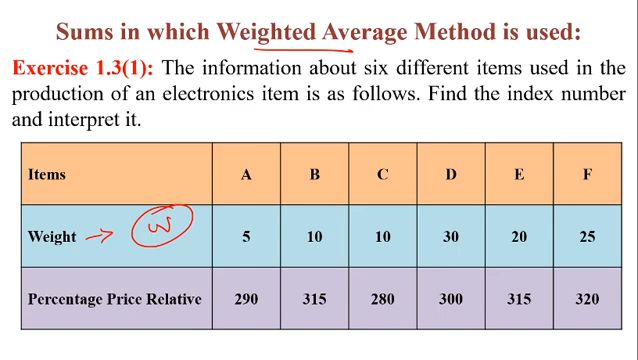 Sums in which Weighted Average Method is used:
Exercise 1.3(1): The information about six different items used in the
production of an electronics item is as follows. Find the index number
and interpret it.
Items A B C D E F
Weight → W 5 10 10 30 20 25
Percentage Price Relative 290 315 280 300 315 320